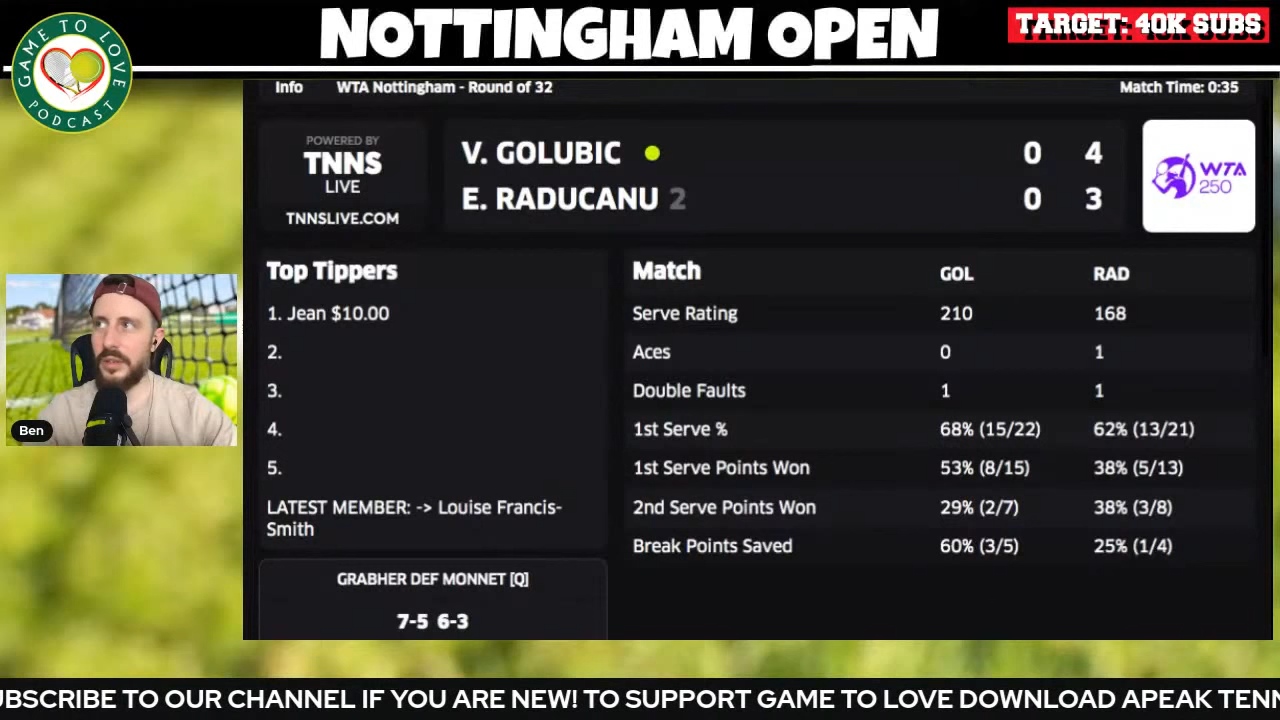 NOTTINGHAM OPEN
TARGET: 40K SUBS
GAME TO LOVE
PODCAST
Info WTA Nottingham - Round of 32 Match Time: 0:35
POWERED BY
TNNS
LIVE
TNNSLIVE.COM
V. GOLUBIC 0 4
E. RADUCANU 2 0 3
WTA
250
Top Tippers
1. Jean $10.00
2.
3.
4.
5.
LATEST MEMBER: -> Louise Francis-
Smith
GRABHER DEF MONNET [Q]
7-5 6-3
Match GOL RAD
Serve Rating 210 168
Aces 0 1
Double Faults 1 1
1st Serve % 68% (15/22) 62% (13/21)
1st Serve Points Won 53% (8/15) 38% (5/13)
2nd Serve Points Won 29% (2/7) 38% (3/8)
Break Points Saved 60% (3/5) 25% (1/4)
Ben
UBSCRIBE TO OUR CHANNEL IF YOU ARE NEW! TO SUPPORT GAME TO LOVE DOWNLOAD APEAK TENN